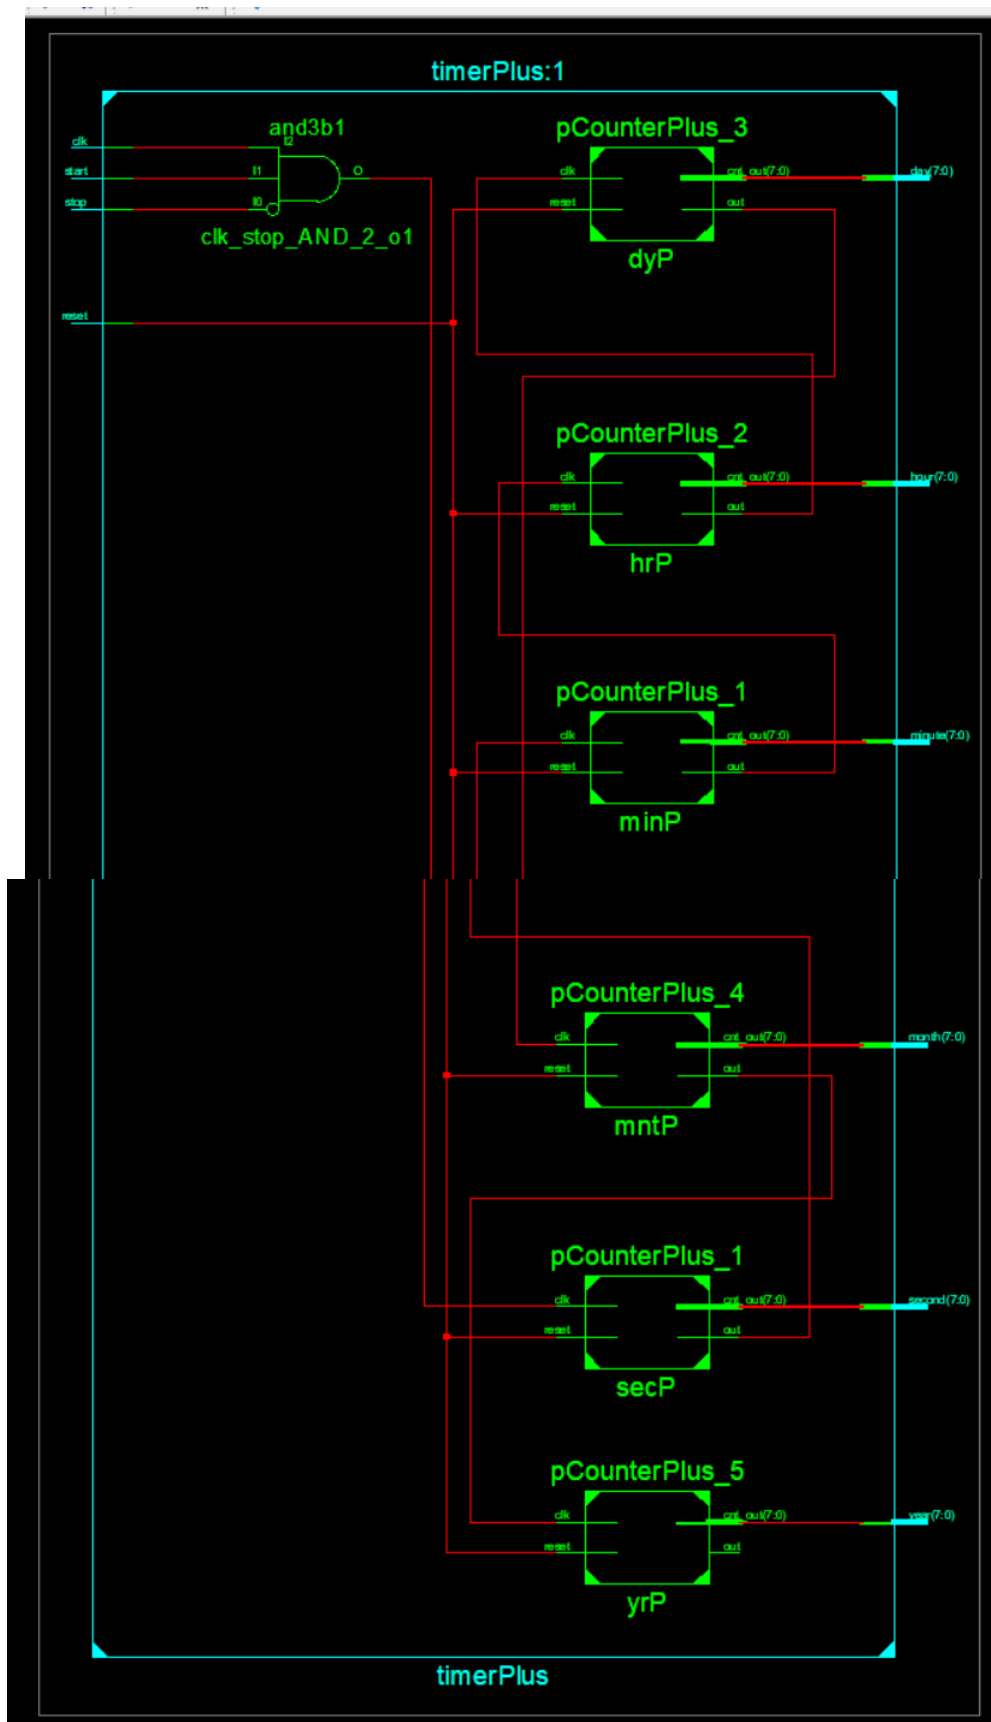 timerPlus:1
and3b1
clk
I2
start
I1
O
stop
I0
clk_stop_AND_2_o1
reset
pCounterPlus_3
clk
cnt_out(7:0)
day(7:0)
reset
out
dyP
pCounterPlus_2
clk
cnt_out(7:0)
hour(7:0)
reset
out
hrP
pCounterPlus_1
clk
cnt_out(7:0)
minute(7:0)
reset
out
minP
pCounterPlus_4
clk
cnt_out(7:0)
month(7:0)
reset
out
mntP
pCounterPlus_1
clk
cnt_out(7:0)
second(7:0)
reset
out
secP
pCounterPlus_5
clk
cnt_out(7:0)
year(7:0)
reset
out
yrP
timerPlus